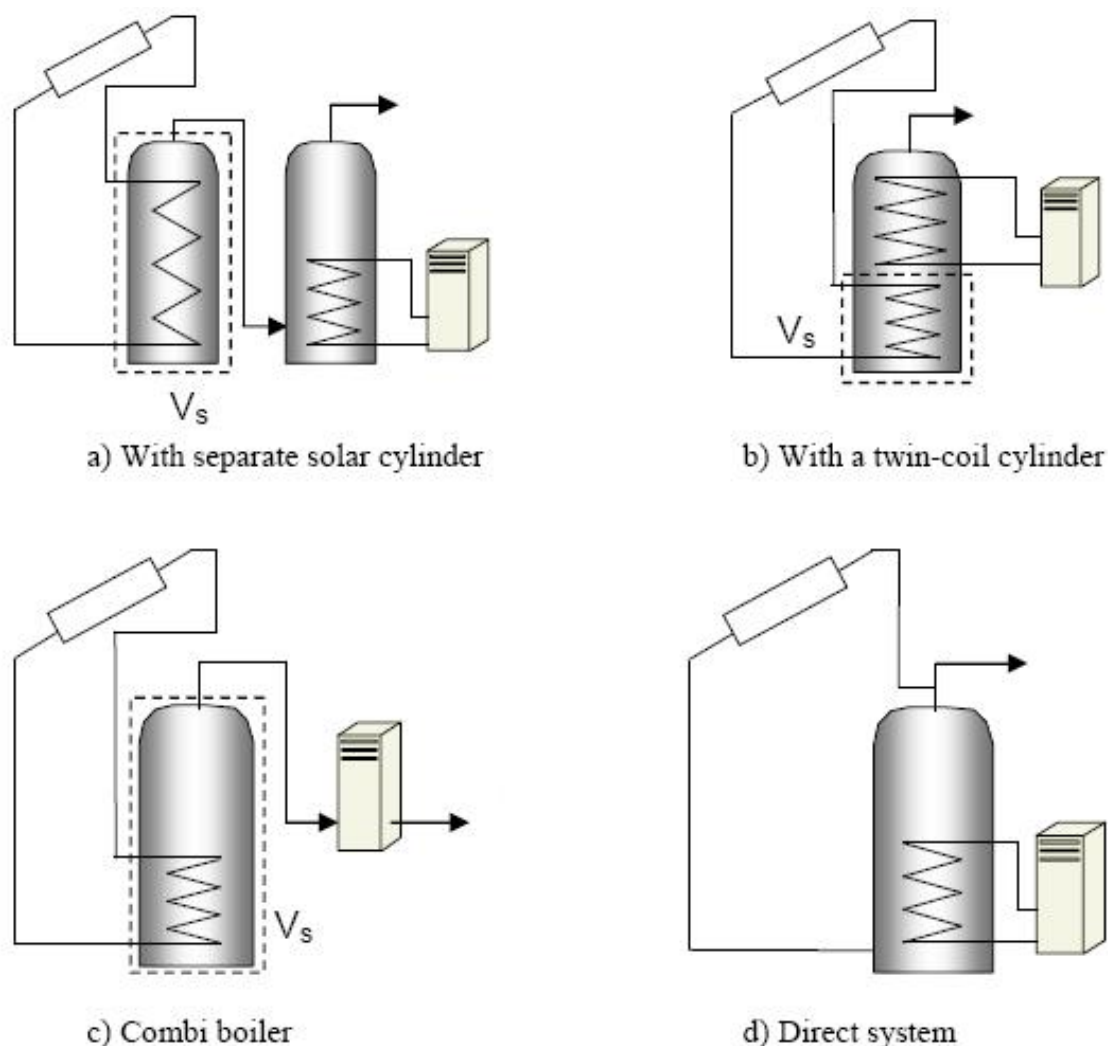 Vs
a) With separate solar cylinder
Vs
b) With a twin-coil cylinder
Vs
c) Combi boiler
d) Direct system